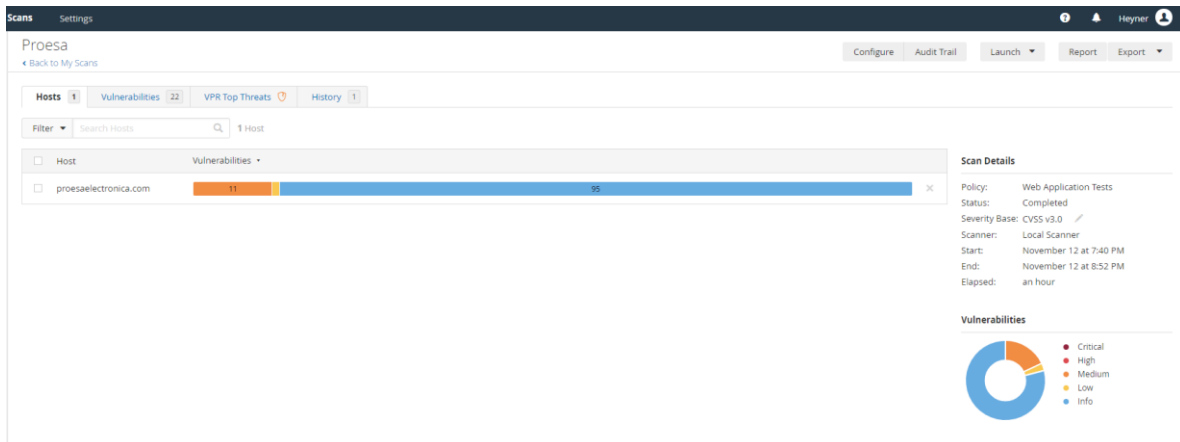 Scans Settings Heyner
Proesa
Back to My Scans
Configure Audit Trail Launch Report Export
Hosts 1 Vulnerabilities 22 VPR Top Threats History 1
Filter Search Hosts 1 Host
Host Vulnerabilities
proesaelectronica.com 11 95
Scan Details
Policy: Web Application Tests
Status: Completed
Severity Base: CVSS v3.0
Scanner: Local Scanner
Start: November 12 at 7:40 PM
End: November 12 at 8:52 PM
Elapsed: an hour
Vulnerabilities
Critical
High
Medium
Low
Info